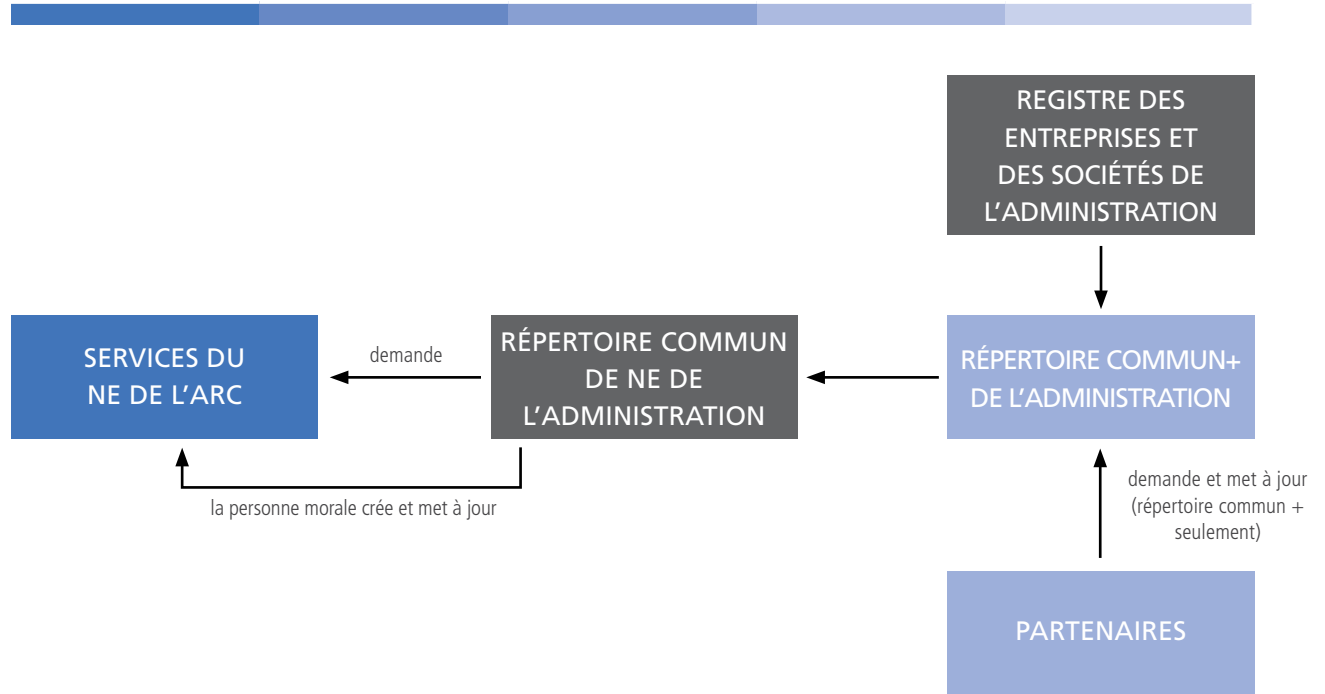 REGISTRE DES
ENTREPRISES ET
DES SOCIÉTÉS DE
L’ADMINISTRATION
SERVICES DU
NE DE L’ARC
demande
RÉPERTOIRE COMMUN
DE NE DE
L’ADMINISTRATION
RÉPERTOIRE COMMUN+
DE L’ADMINISTRATION
la personne morale crée et met à jour
demande et met à jour
(répertoire commun +
seulement)
PARTENAIRES